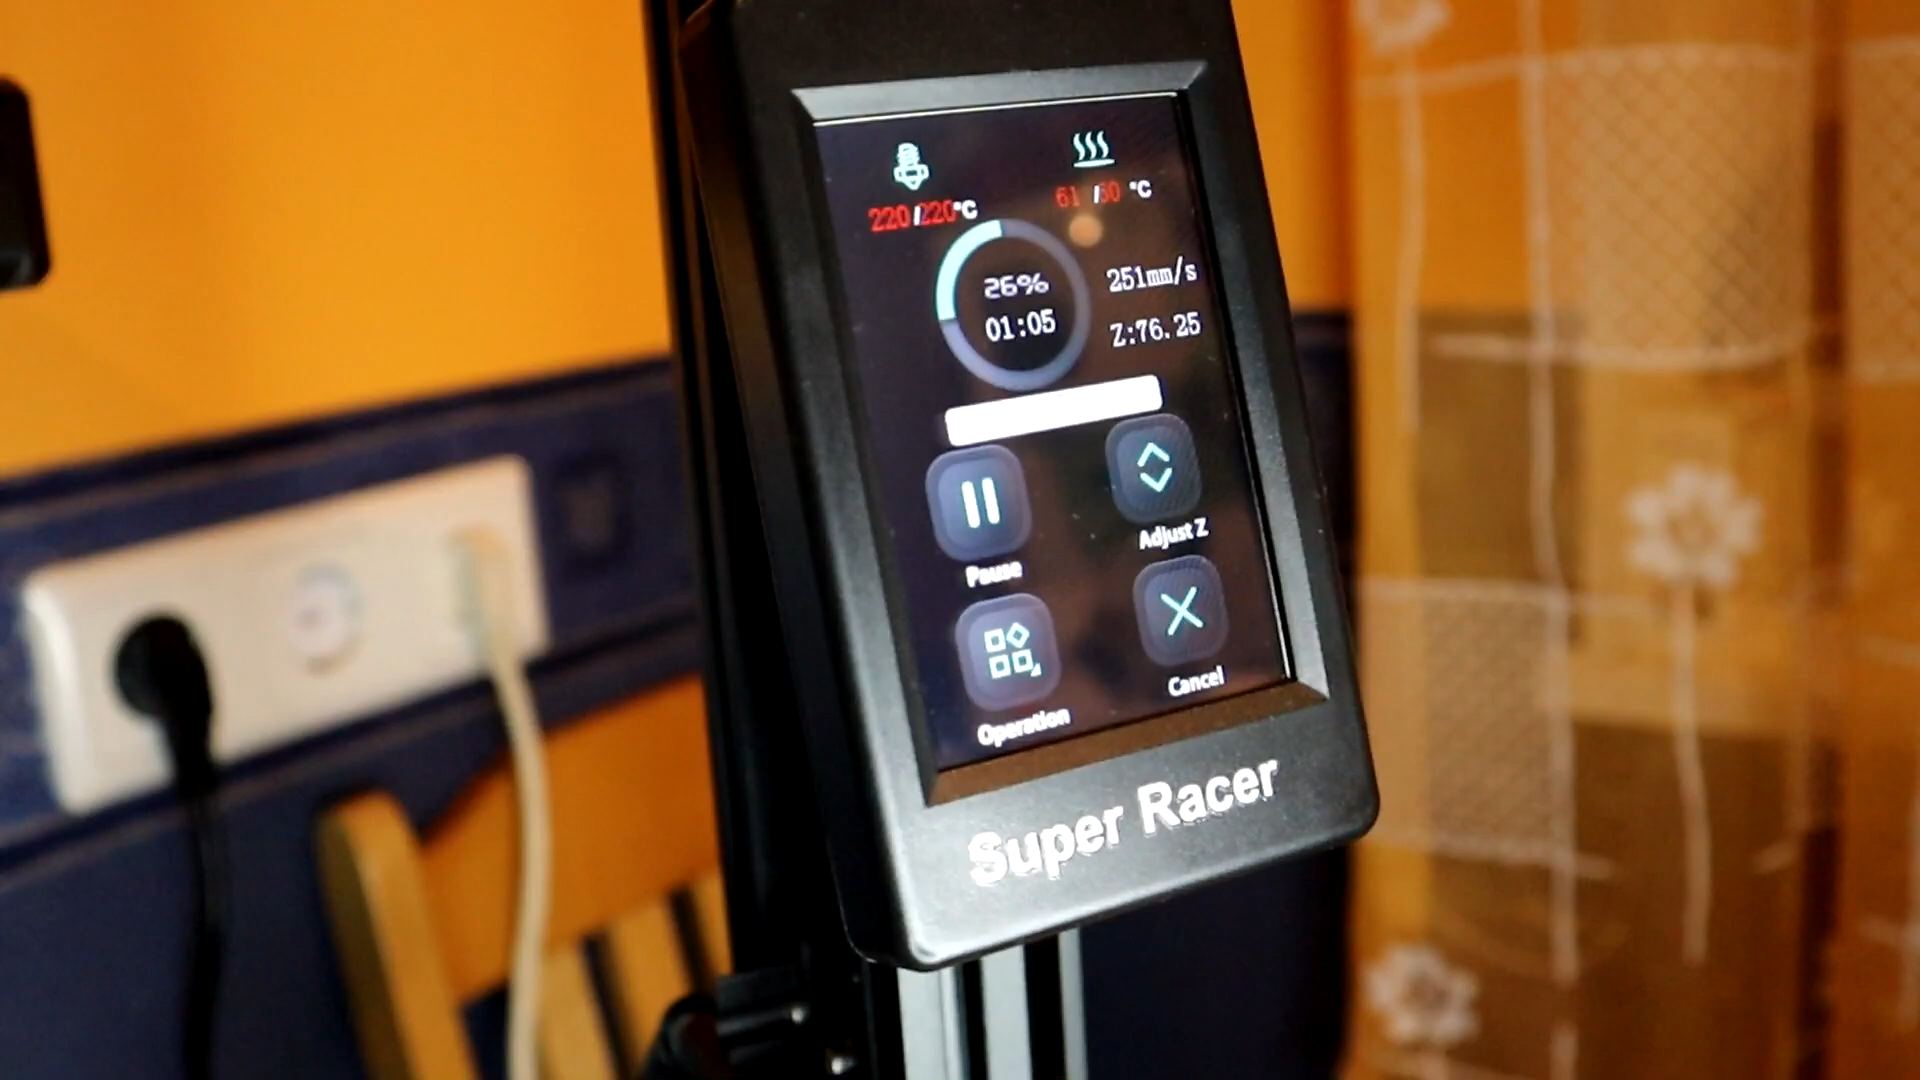 220/220°C
61 /60 °C
26%
01:05
251mm/s
Z:76.25
Pause
Adjust Z
Operation
Cancel
Super Racer